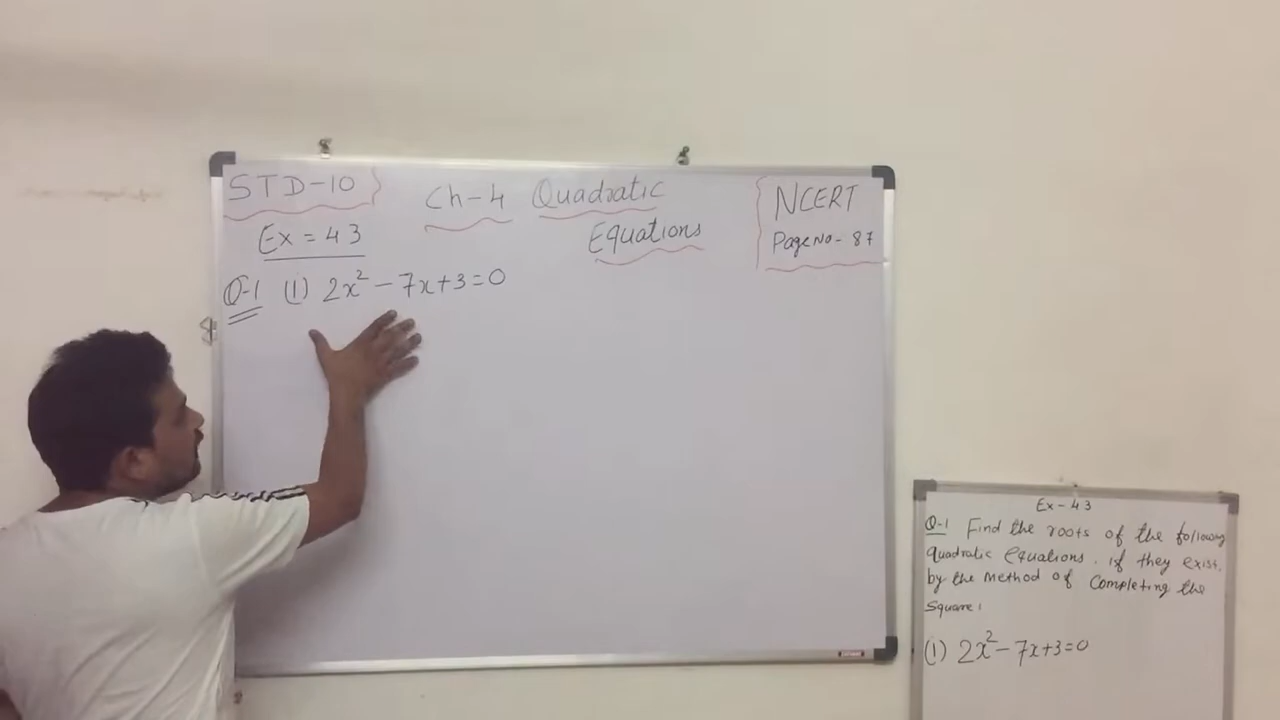 STD-10
Ch-4 Quadratic
Equations
NCERT
Page No- 87
Ex = 4 3
Q-1 (1) 2x² - 7x+3=0
Ex-43
Q-1 Find the roots of the following
quadratic equations. if they exist.
by the method of Completing the
Square:
(1) 2x² - 7x+3=0